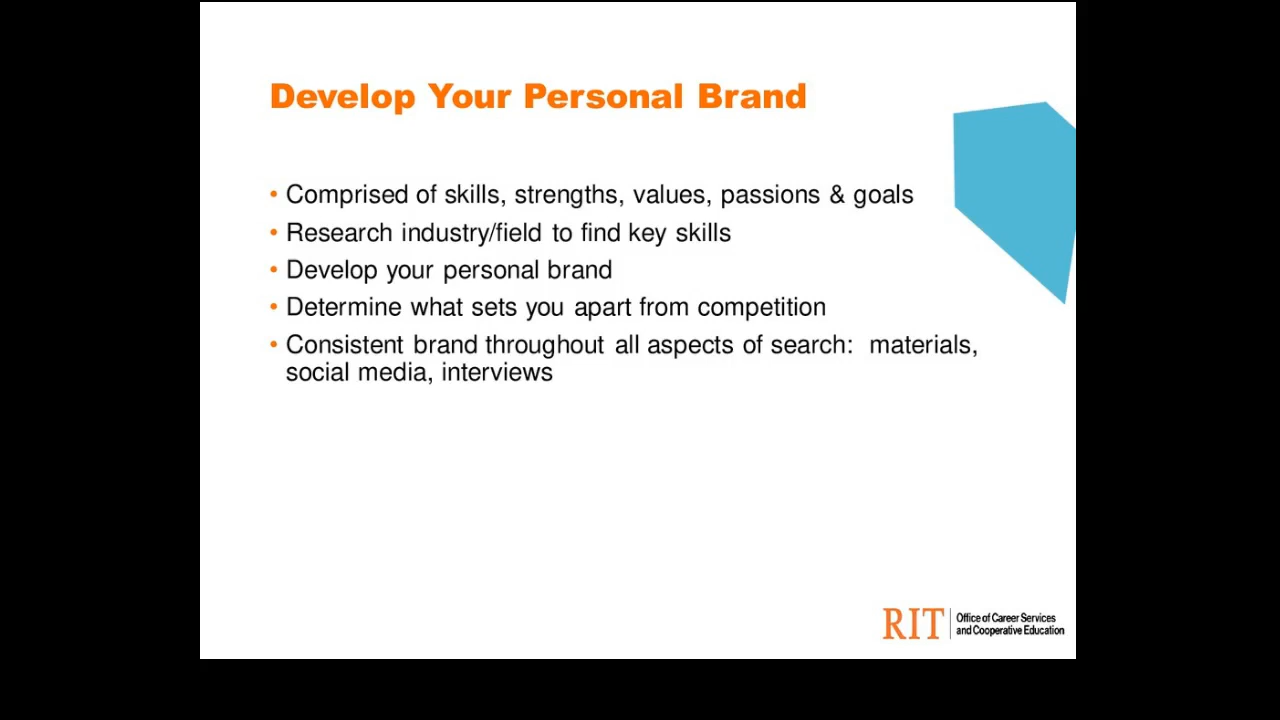 Develop Your Personal Brand
• Comprised of skills, strengths, values, passions & goals
• Research industry/field to find key skills
• Develop your personal brand
• Determine what sets you apart from competition
• Consistent brand throughout all aspects of search:  materials,
social media, interviews
RIT
Office of Career Services
and Cooperative Education